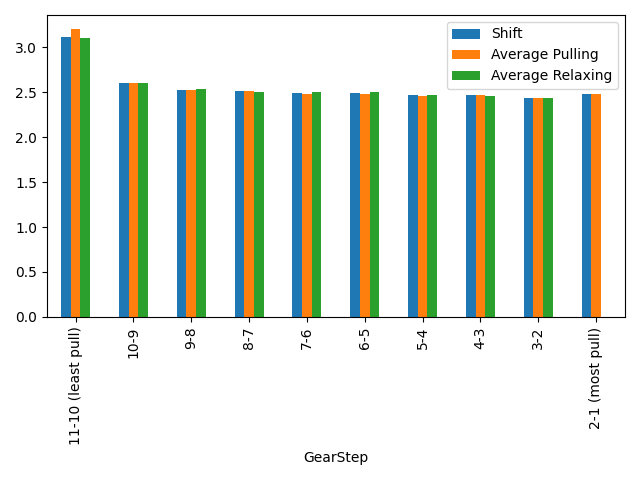 Shift
Average Pulling
Average Relaxing
3.0
2.5
2.0
1.5
1.0
0.5
0.0
11-10 (least pull)
10-9
9-8
8-7
7-6
6-5
5-4
4-3
3-2
2-1 (most pull)
GearStep